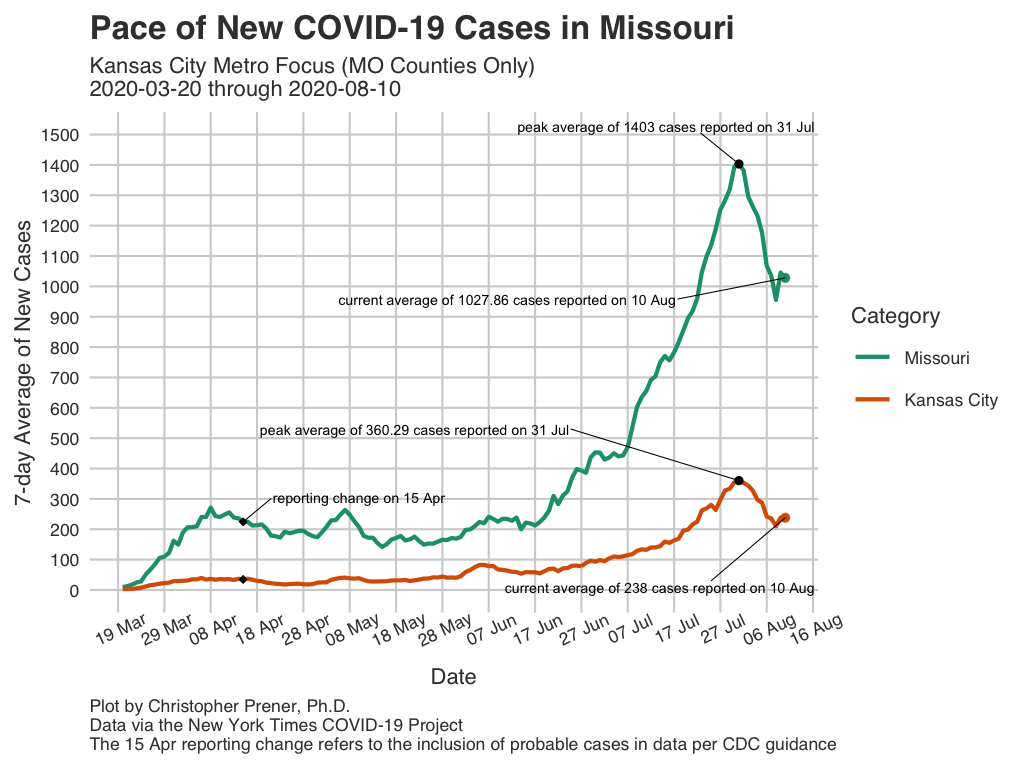 Pace of New COVID-19 Cases in Missouri
Kansas City Metro Focus (MO Counties Only)
2020-03-20 through 2020-08-10
7-day Average of New Cases
1500
1400
1300
1200
1100
1000
900
800
700
600
500
400
300
200
100
0
peak average of 1403 cases reported on 31 Jul
current average of 1027.86 cases reported on 10 Aug
peak average of 360.29 cases reported on 31 Jul
reporting change on 15 Apr
current average of 238 cases reported on 10 Aug
Category
Missouri
Kansas City
19 Mar
29 Mar
08 Apr
18 Apr
28 Apr
08 May
18 May
28 May
07 Jun
17 Jun
27 Jun
07 Jul
17 Jul
27 Jul
06 Aug
16 Aug
Date
Plot by Christopher Prener, Ph.D.
Data via the New York Times COVID-19 Project
The 15 Apr reporting change refers to the inclusion of probable cases in data per CDC guidance